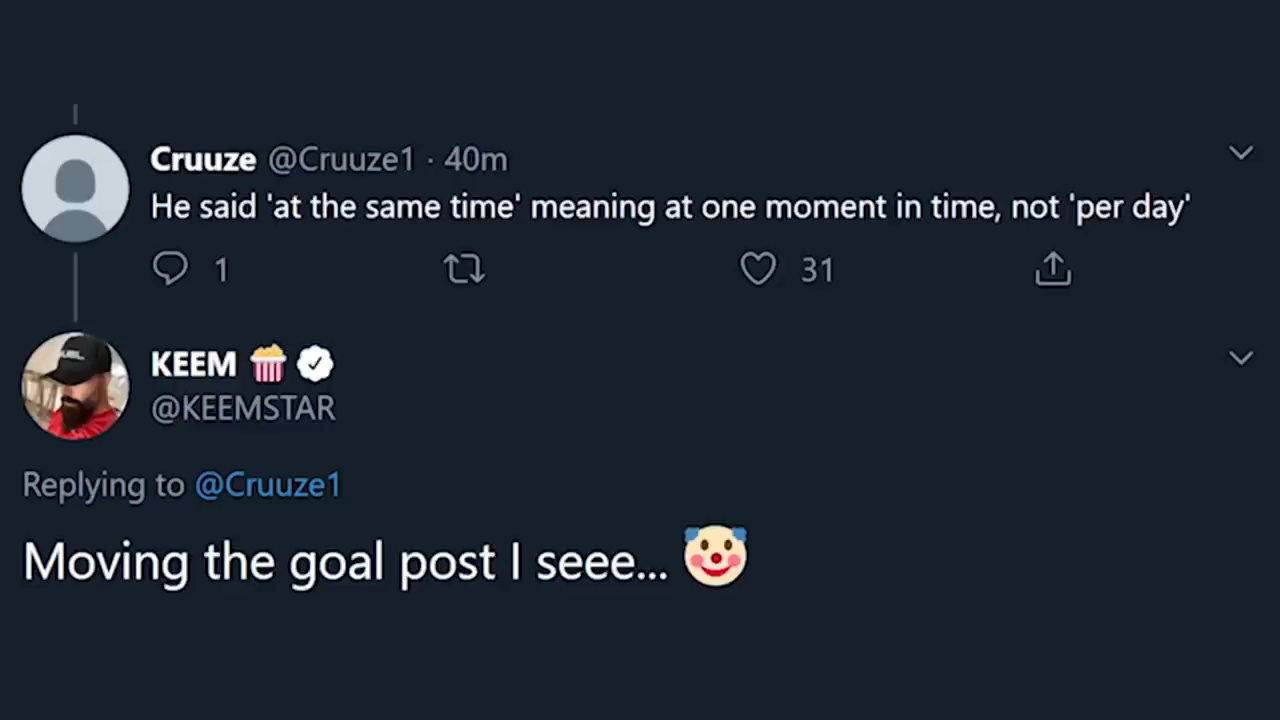 Cruuze @Cruuze1 · 40m
He said 'at the same time' meaning at one moment in time, not 'per day'
1 31
KEEM 🍿
@KEEMSTAR
Replying to @Cruuze1
Moving the goal post I seee... 🤡